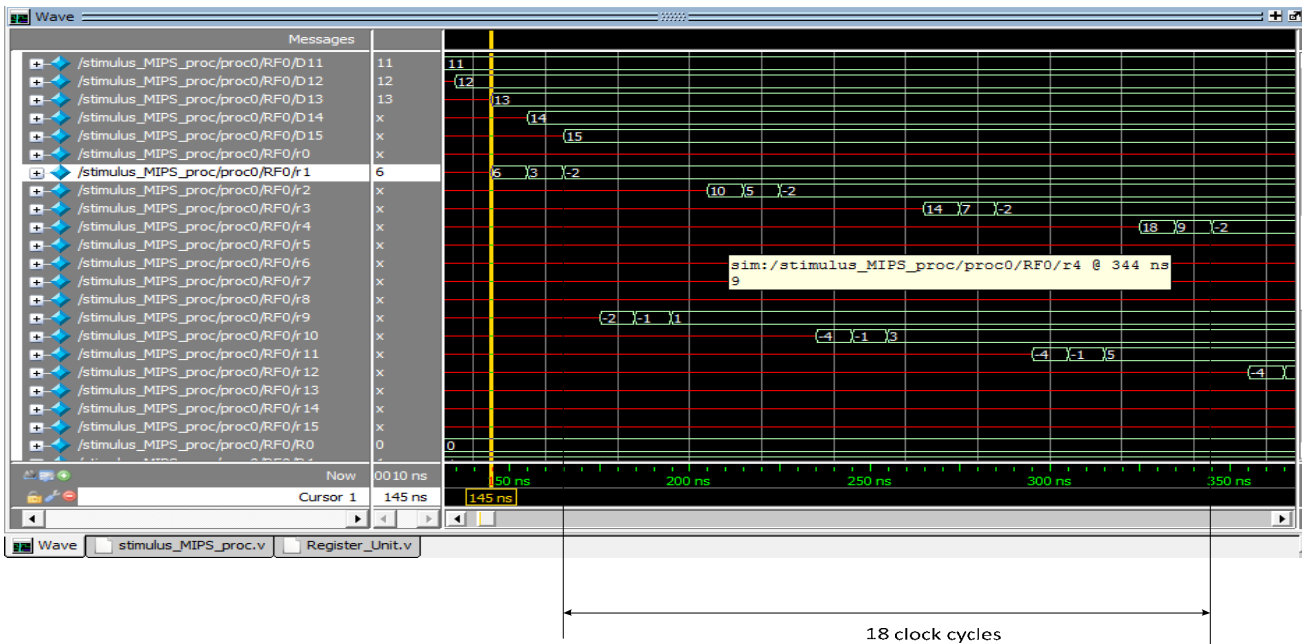 Wave
Messages
/stimulus_MIPS_proc/proc0/RF0/D11 11 11
/stimulus_MIPS_proc/proc0/RF0/D12 12 12
/stimulus_MIPS_proc/proc0/RF0/D13 13 13
/stimulus_MIPS_proc/proc0/RF0/D14 x 14
/stimulus_MIPS_proc/proc0/RF0/D15 x 15
/stimulus_MIPS_proc/proc0/RF0/r0 x
/stimulus_MIPS_proc/proc0/RF0/r1 6 6 3 -2
/stimulus_MIPS_proc/proc0/RF0/r2 x 10 5 -2
/stimulus_MIPS_proc/proc0/RF0/r3 x 14 7 -2
/stimulus_MIPS_proc/proc0/RF0/r4 x 18 9 -2
/stimulus_MIPS_proc/proc0/RF0/r5 x
/stimulus_MIPS_proc/proc0/RF0/r6 x
sim:/stimulus_MIPS_proc/proc0/RF0/r4 @ 344 ns
/stimulus_MIPS_proc/proc0/RF0/r7 x
9
/stimulus_MIPS_proc/proc0/RF0/r8 x
/stimulus_MIPS_proc/proc0/RF0/r9 x -2 -1 1
/stimulus_MIPS_proc/proc0/RF0/r10 x -4 -1 3
/stimulus_MIPS_proc/proc0/RF0/r11 x -4 -1 5
/stimulus_MIPS_proc/proc0/RF0/r12 x -4
/stimulus_MIPS_proc/proc0/RF0/r13 x
/stimulus_MIPS_proc/proc0/RF0/r14 x
/stimulus_MIPS_proc/proc0/RF0/r15 x
/stimulus_MIPS_proc/proc0/RF0/R0 0 0
Now 0010 ns 50 ns 200 ns 250 ns 300 ns 350 ns
Cursor 1 145 ns 145 ns
Wave stimulus_MIPS_proc.v Register_Unit.v
18 clock cycles